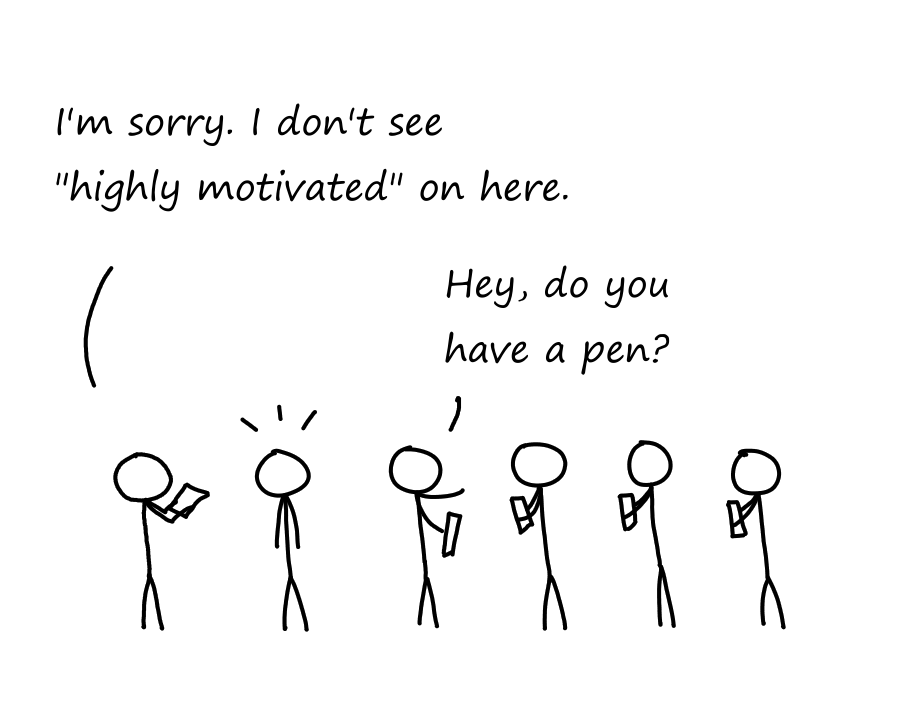 I'm sorry. I don't see
"highly motivated" on here.
Hey, do you
have a pen?